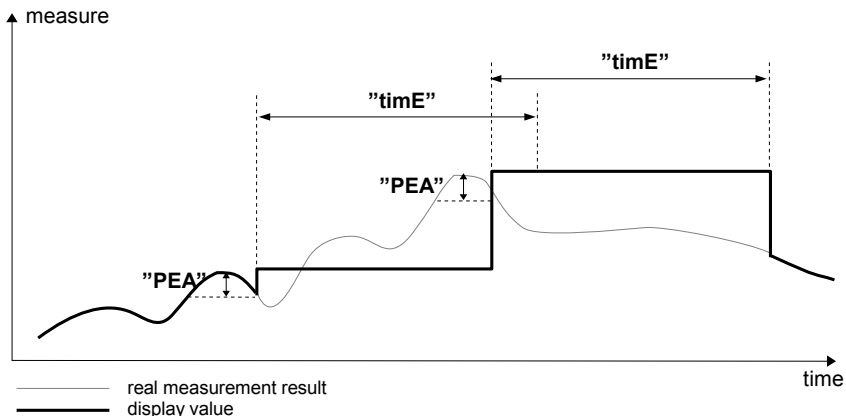 measure
”timE”
”timE”
”PEA”
”PEA”
time
real measurement result
display value